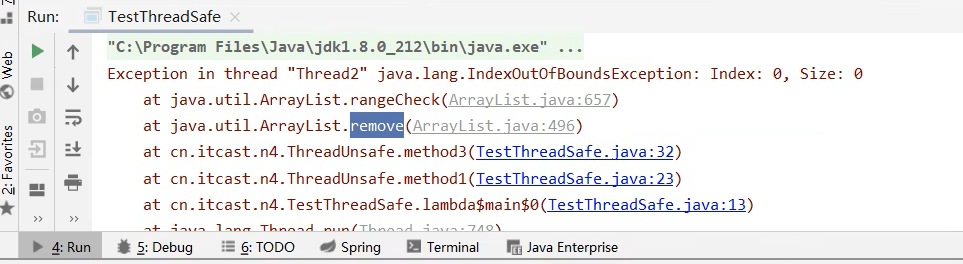 Run: TestThreadSafe ×
"C:\Program Files\Java\jdk1.8.0_212\bin\java.exe" ...
Exception in thread "Thread2" java.lang.IndexOutOfBoundsException: Index: 0, Size: 0
at java.util.ArrayList.rangeCheck(ArrayList.java:657)
at java.util.ArrayList.remove(ArrayList.java:496)
at cn.itcast.n4.ThreadUnsafe.method3(TestThreadSafe.java:32)
at cn.itcast.n4.ThreadUnsafe.method1(TestThreadSafe.java:23)
at cn.itcast.n4.TestThreadSafe.lambda$main$0(TestThreadSafe.java:13)
at java.lang.Thread.run(Thread.java:748)
Web
2: Favorites
4: Run
5: Debug
6: TODO
Spring
Terminal
Java Enterprise